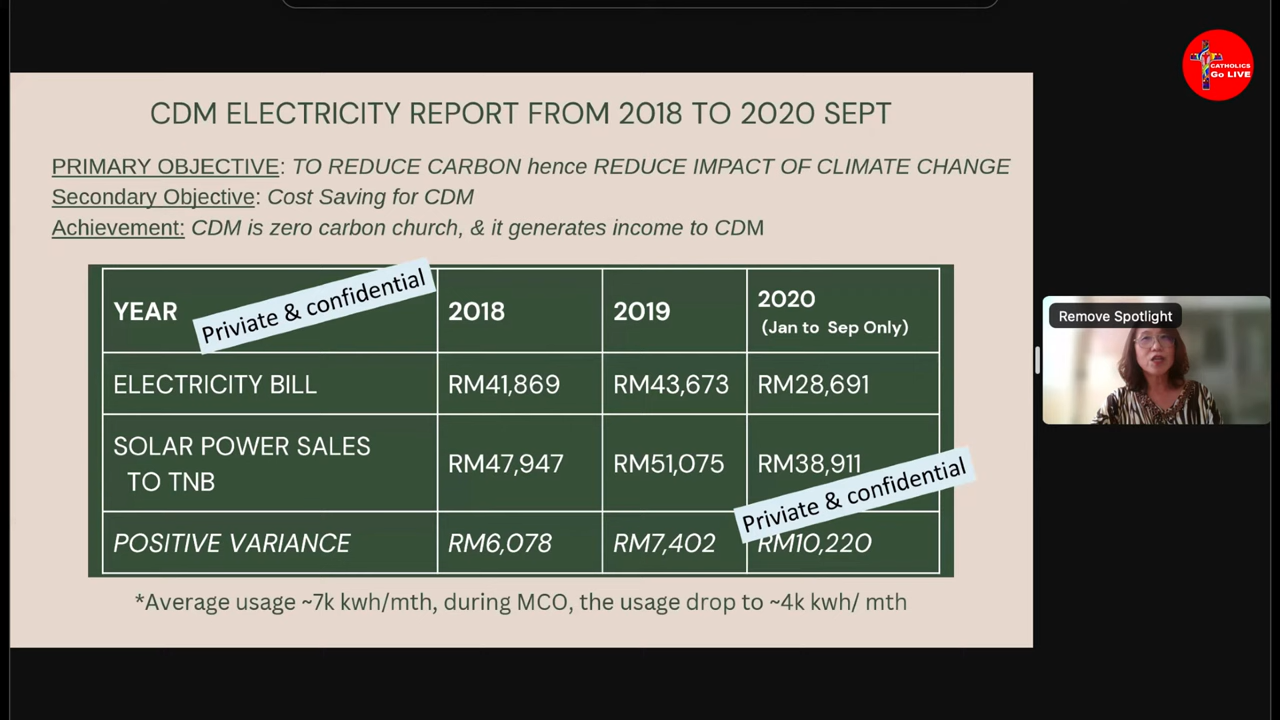 CATHOLICS
Go LIVE
CDM ELECTRICITY REPORT FROM 2018 TO 2020 SEPT
PRIMARY OBJECTIVE: TO REDUCE CARBON hence REDUCE IMPACT OF CLIMATE CHANGE
Secondary Objective: Cost Saving for CDM
Achievement: CDM is zero carbon church, & it generates income to CDM
YEAR
Priviate & confidential
2018
2019
2020
(Jan to Sep Only)
Remove Spotlight
ELECTRICITY BILL
RM41,869
RM43,673
RM28,691
SOLAR POWER SALES
TO TNB
RM47,947
RM51,075
RM38,911
Priviate & confidential
POSITIVE VARIANCE
RM6,078
RM7,402
RM10,220
*Average usage ~7k kwh/mth, during MCO, the usage drop to ~4k kwh/ mth